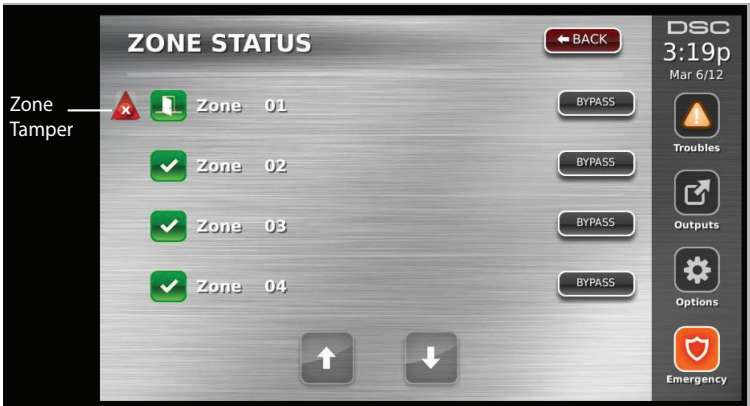 ZONE STATUS
BACK
DSC
3:19p
Mar 6/12
Zone
Tamper
Zone 01
BYPASS
Zone 02
BYPASS
Zone 03
BYPASS
Zone 04
BYPASS
Troubles
Outputs
Options
Emergency